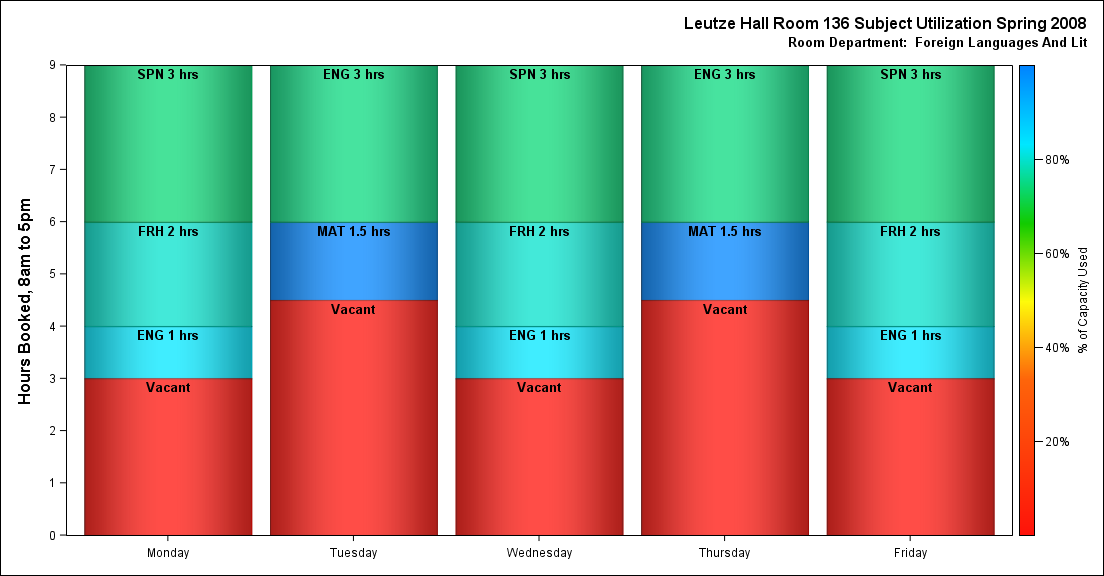 Leutze Hall Room 136 Subject Utilization Spring 2008
Room Department:  Foreign Languages And Lit
Hours Booked, 8am to 5pm
9
8
7
6
5
4
3
2
1
0
SPN 3 hrs
FRH 2 hrs
ENG 1 hrs
Vacant
Monday
ENG 3 hrs
MAT 1.5 hrs
Vacant
Tuesday
SPN 3 hrs
FRH 2 hrs
ENG 1 hrs
Vacant
Wednesday
ENG 3 hrs
MAT 1.5 hrs
Vacant
Thursday
SPN 3 hrs
FRH 2 hrs
ENG 1 hrs
Vacant
Friday
80%
60%
40%
20%
% of Capacity Used